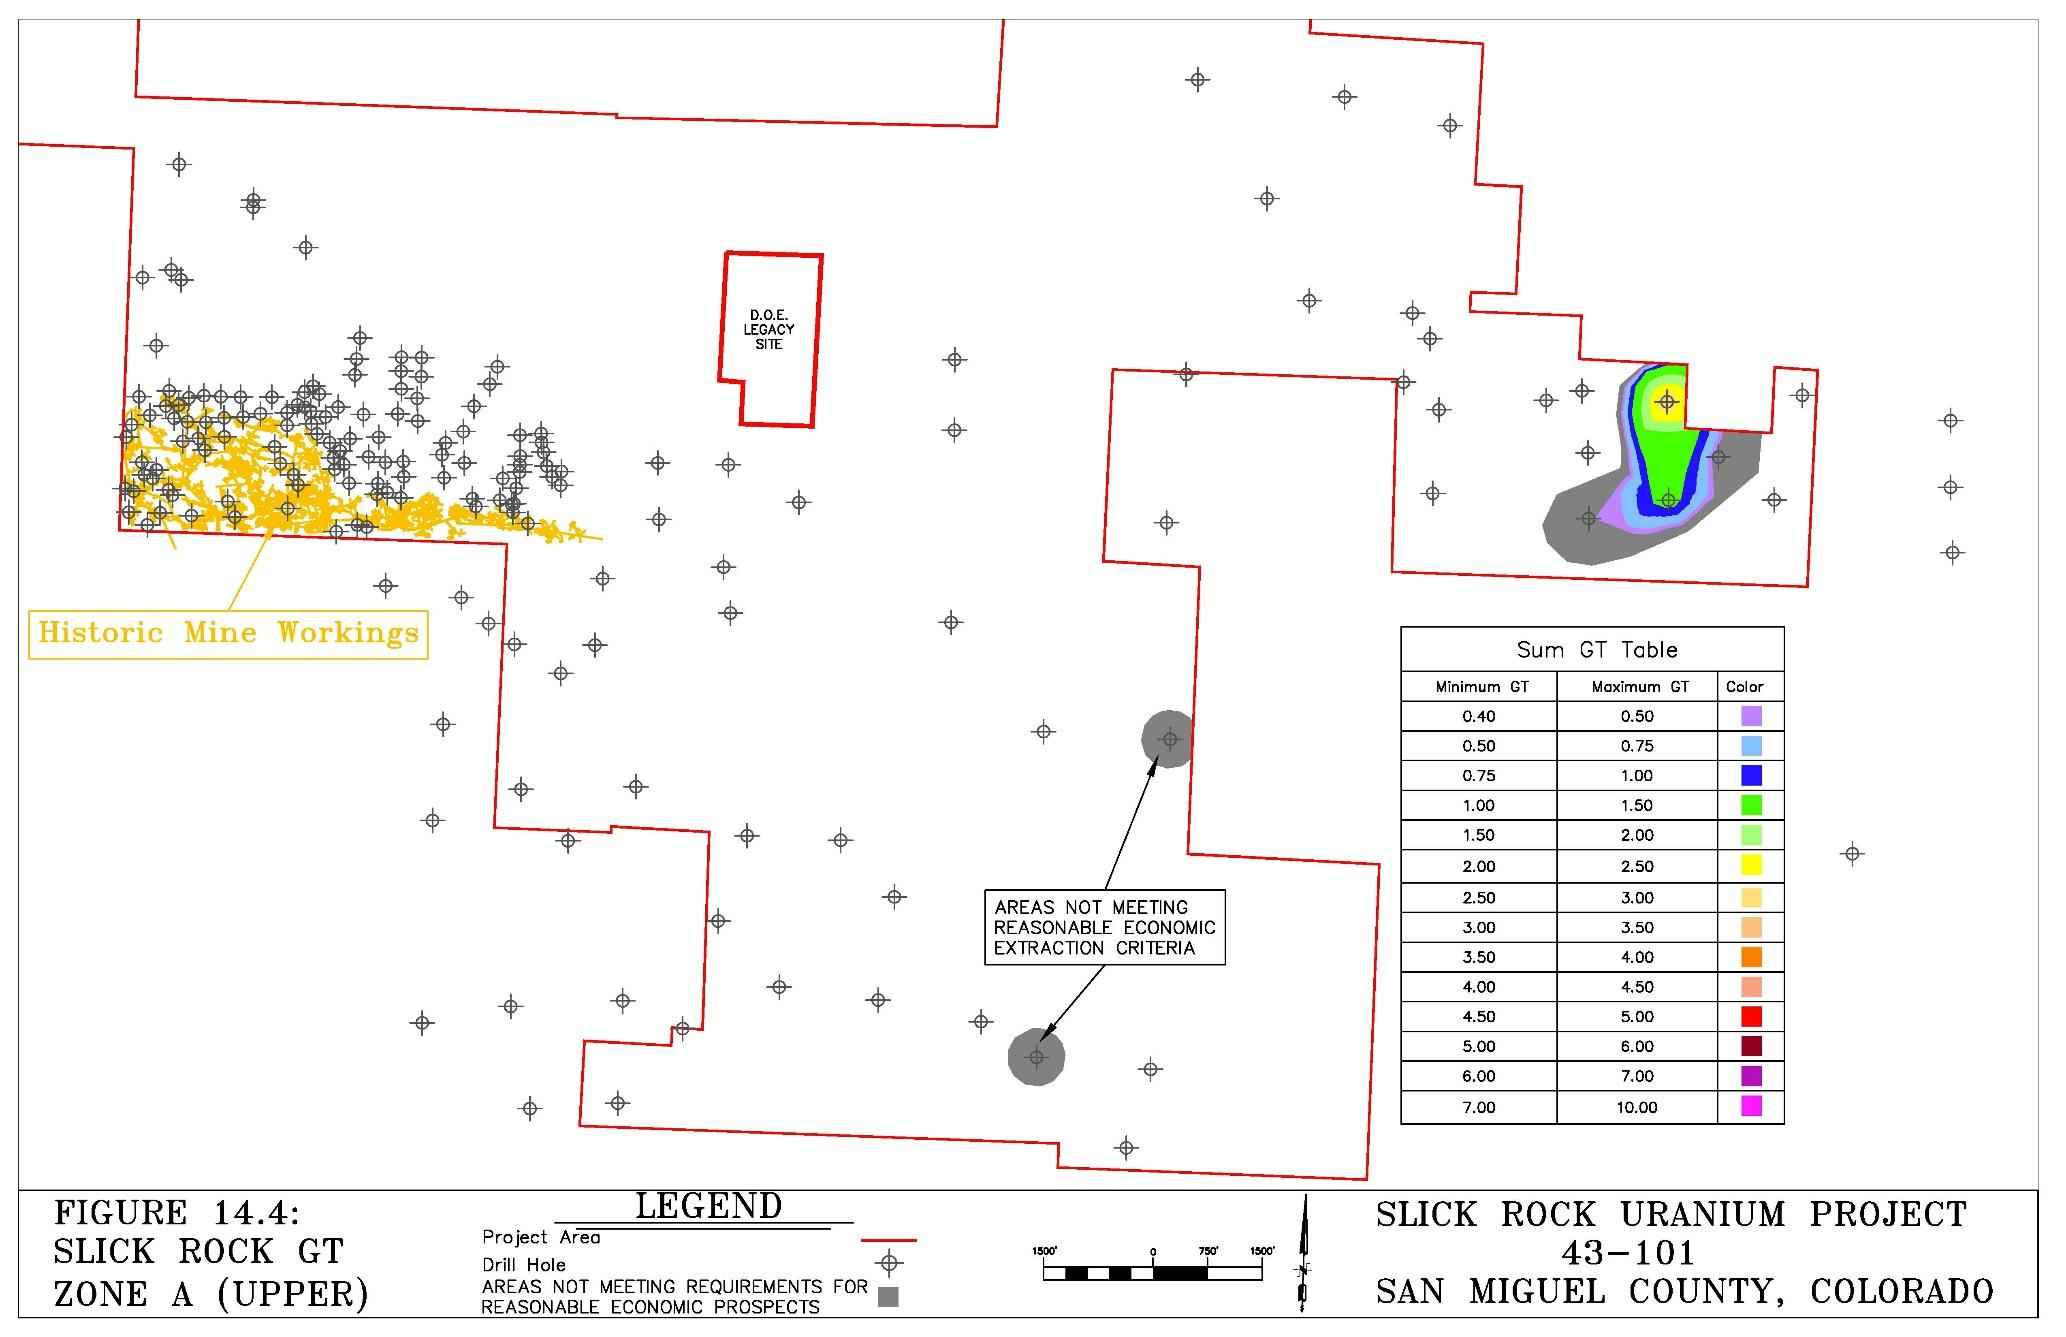 D.O.E.
LEGACY
SITE
Historic Mine Workings
Sum GT Table
Minimum GT Maximum GT Color
0.40 0.50
0.50 0.75
0.75 1.00
1.00 1.50
1.50 2.00
2.00 2.50
2.50 3.00
3.00 3.50
3.50 4.00
4.00 4.50
4.50 5.00
5.00 6.00
6.00 7.00
7.00 10.00
AREAS NOT MEETING
REASONABLE ECONOMIC
EXTRACTION CRITERIA
FIGURE 14.4:
SLICK ROCK GT
ZONE A (UPPER)
LEGEND
Project Area
Drill Hole
AREAS NOT MEETING REQUIREMENTS FOR
REASONABLE ECONOMIC PROSPECTS
1500' 0 750' 1500'
N
SLICK ROCK URANIUM PROJECT
43-101
SAN MIGUEL COUNTY, COLORADO